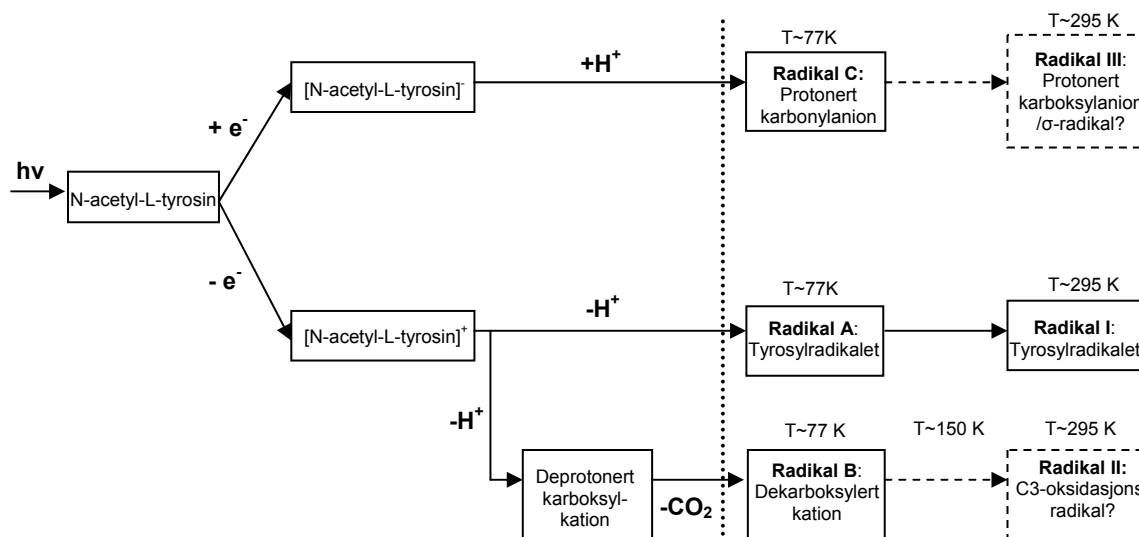 T~77K
T~295 K
+H⁺
[N-acetyl-L-tyrosin]⁻
Radikal C:
Protonert
karbonylanion
Radikal III:
Protonert
karboksylanion
/σ-radikal?
+ e⁻
hν
N-acetyl-L-tyrosin
- e⁻
T~77K
T~295 K
[N-acetyl-L-tyrosin]⁺
-H⁺
Radikal A:
Tyrosylradikalet
Radikal I:
Tyrosylradikalet
-H⁺
T~77 K
T~150 K
T~295 K
Deprotonert
karboksyl-
kation
-CO₂
Radikal B:
Dekarboksylert
kation
Radikal II:
C3-oksidasjons
radikal?